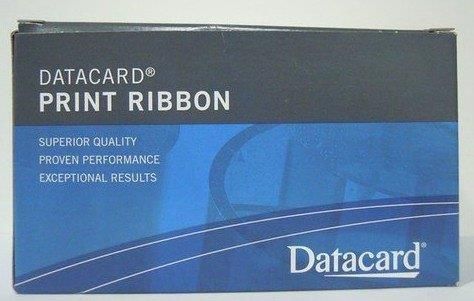 DATACARD®
PRINT RIBBON
SUPERIOR QUALITY
PROVEN PERFORMANCE
EXCEPTIONAL RESULTS
Datacard®